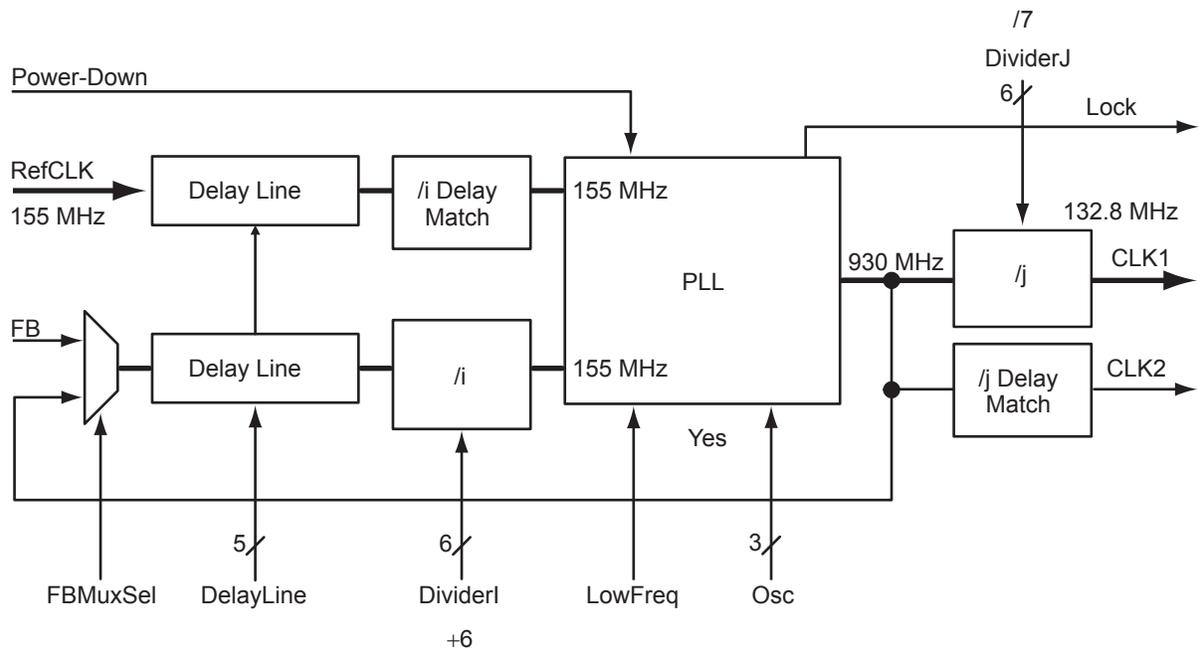 /7
DividerJ
6
Power-Down
Lock
RefCLK
155 MHz
Delay Line
/i Delay
Match
155 MHz
132.8 MHz
PLL
930 MHz
/j
CLK1
FB
Delay Line
/i
155 MHz
/j Delay
Match
CLK2
Yes
5
6
3
FBMuxSel
DelayLine
DividerI
LowFreq
Osc
+6